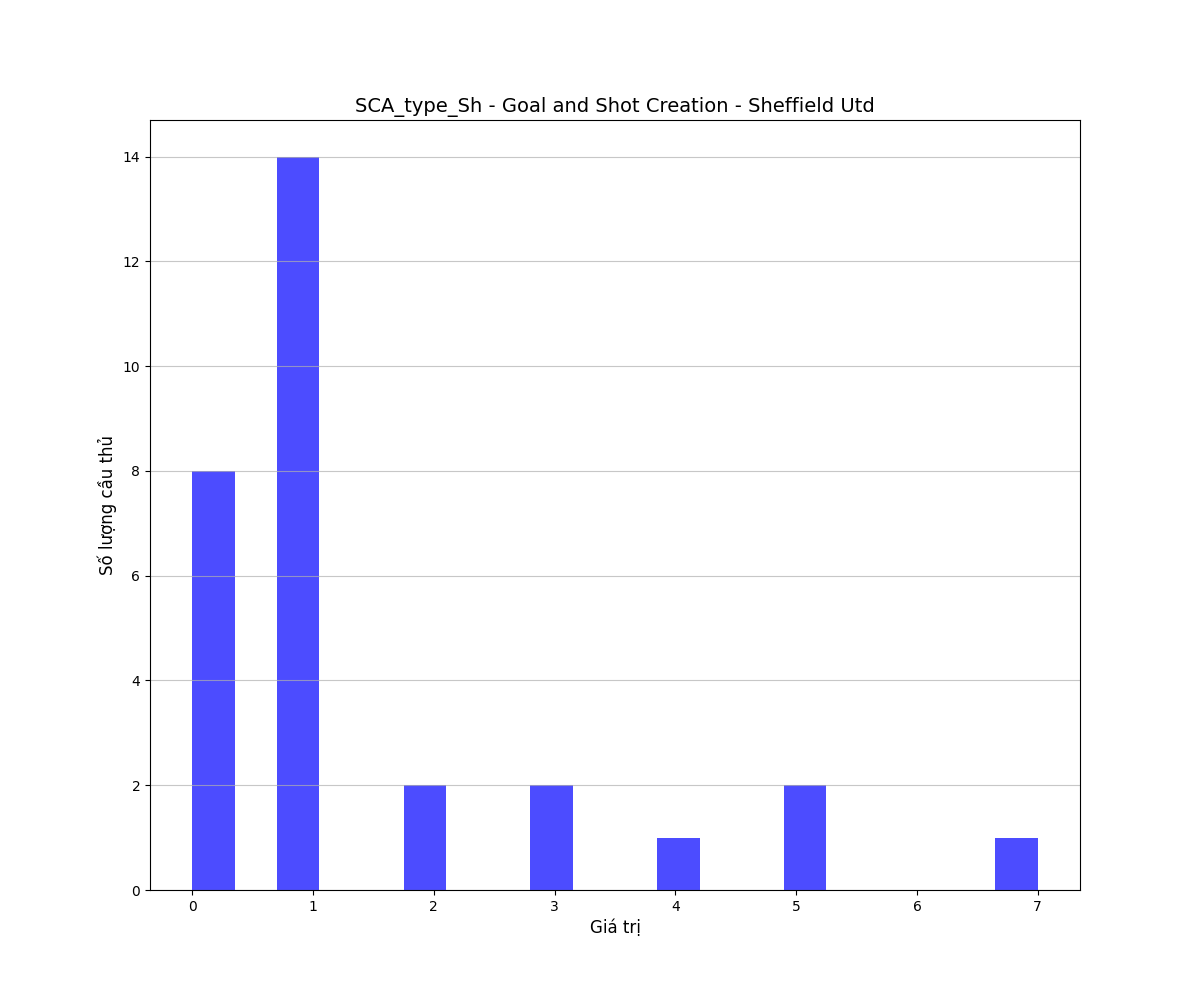 SCA_type_Sh - Goal and Shot Creation - Sheffield Utd
Số lượng cầu thủ
14
12
10
8
6
4
2
0
0 1 2 3 4 5 6 7
Giá trị